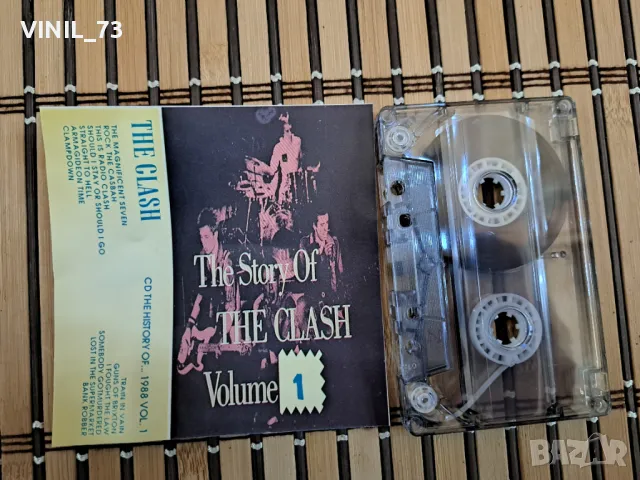 VINIL_73
THE CLASH
THE MAGNIFICENT SEVEN
ROCK THE CASBAH
THIS IS RADIO CLASH
SHOULD I STAY OR SHOULD I GO
STRAIGHT TO HELL
ARMAGIDEON TIME
CLAMPDOWN
CD THE HISTORY OF... 1988 VOL. 1
TRAIN IN VAIN
GUNS OF BRIXTON
I FOUGHT THE LAW
SOMEBODY GOT MURDERED
LOST IN THE SUPERMARKET
BANK ROBBER
The Story Of
THE CLASH
Volume 1
BAZAR